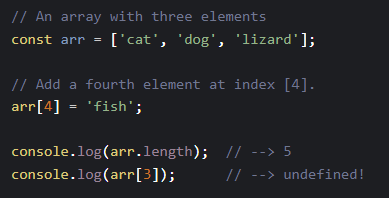 // An array with three elements
const arr = ['cat', 'dog', 'lizard'];
// Add a fourth element at index [4].
arr[4] = 'fish';
console.log(arr.length);  // --> 5
console.log(arr[3]);      // --> undefined!